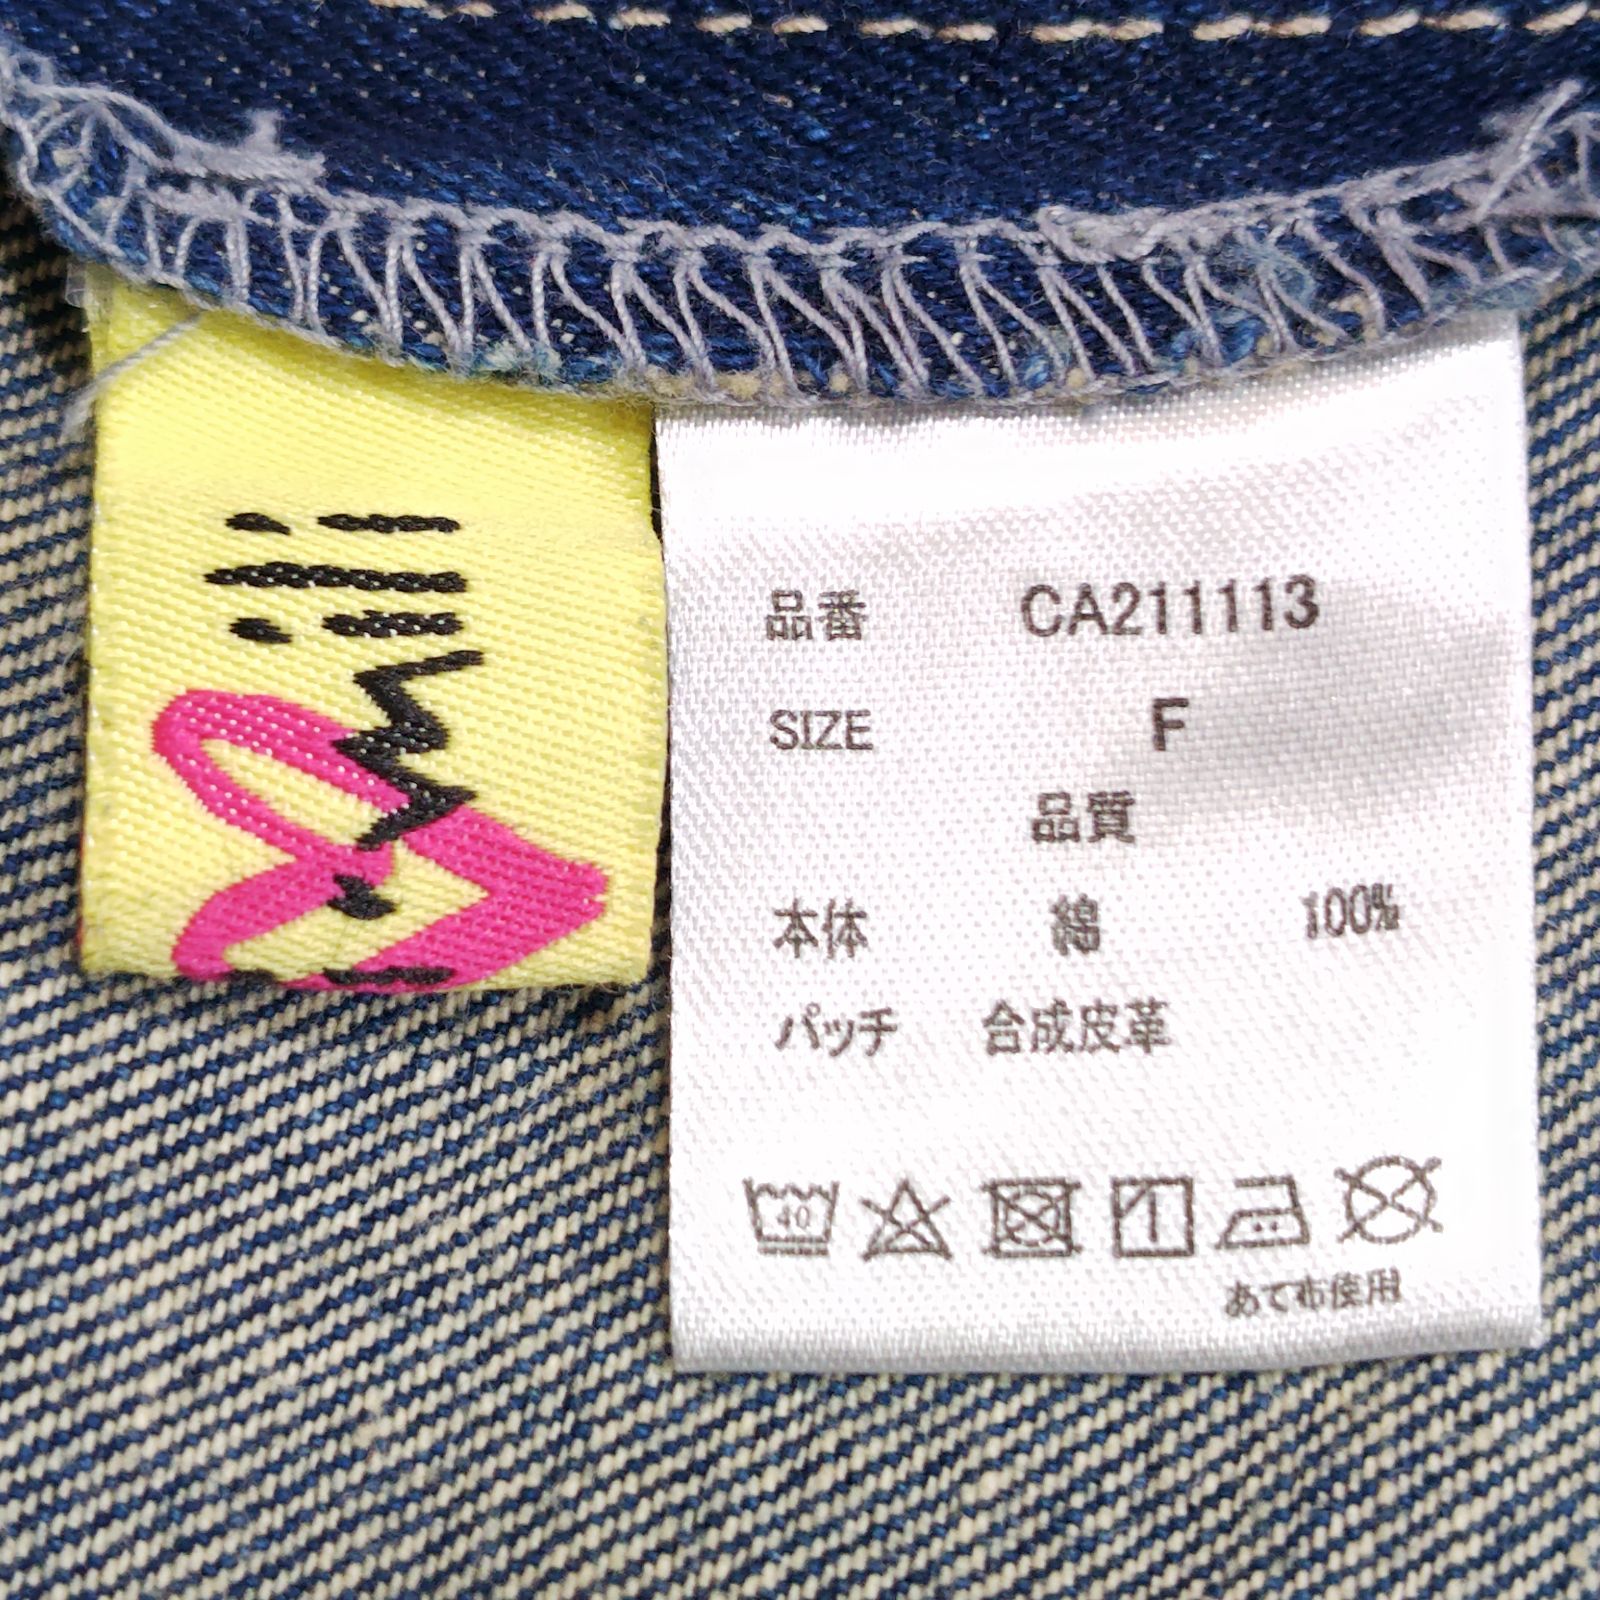 品番 CA211113
SIZE F
品質
本体 綿 100%
パッチ 合成皮革
40
あて布使用